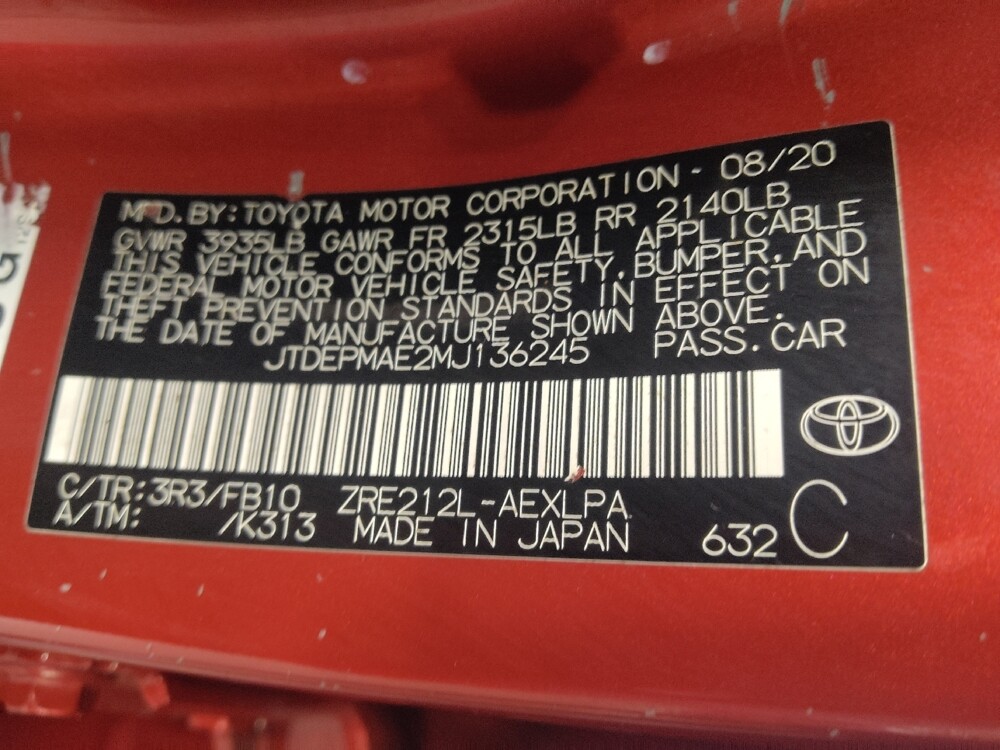 MFD.BY:TOYOTA MOTOR CORPORATION - 08/20
GVWR 3935LB GAWR FR 2315LB RR 2140LB
THIS VEHICLE CONFORMS TO ALL APPLICABLE
FEDERAL MOTOR VEHICLE SAFETY,BUMPER,AND
THEFT PREVENTION STANDARDS IN EFFECT ON
THE DATE OF MANUFACTURE SHOWN ABOVE.
JTDEPMAE2MJ136245 PASS.CAR
C/TR:3R3/FB10 ZRE212L-AEXLPA
A/TM: /K313 MADE IN JAPAN 632 C